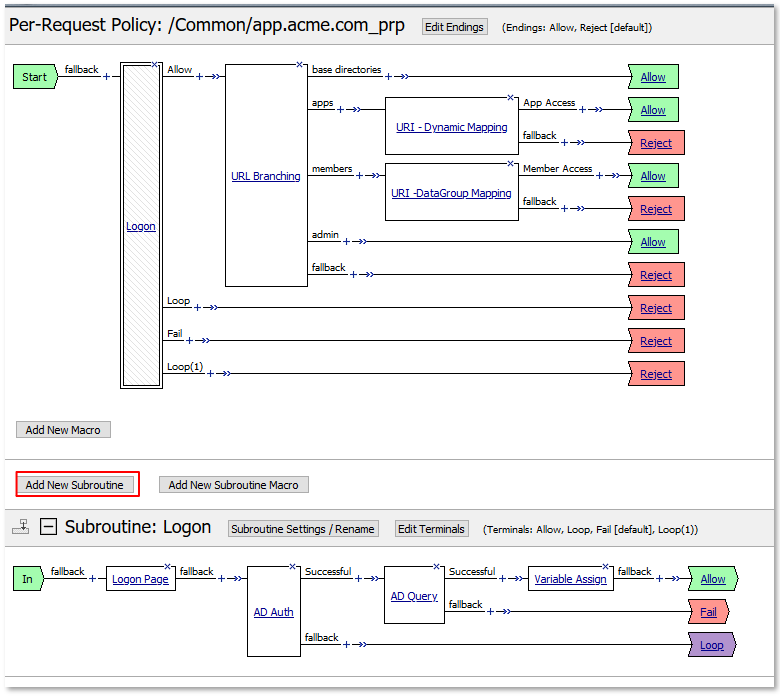 Per-Request Policy: /Common/app.acme.com_prp Edit Endings (Endings: Allow, Reject [default])
Start fallback + Allow + base directories + Allow
apps + URI - Dynamic Mapping App Access + Allow
fallback + Reject
URL Branching members + URI -DataGroup Mapping Member Access + Allow
fallback + Reject
Logon
admin + Allow
fallback + Reject
Loop + Reject
Fail + Reject
Loop(1) + Reject
Add New Macro
Add New Subroutine Add New Subroutine Macro
Subroutine: Logon Subroutine Settings / Rename Edit Terminals (Terminals: Allow, Loop, Fail [default], Loop(1))
In fallback + Logon Page fallback + Successful + Successful + Variable Assign fallback + Allow
AD Auth AD Query fallback + Fail
fallback + Loop